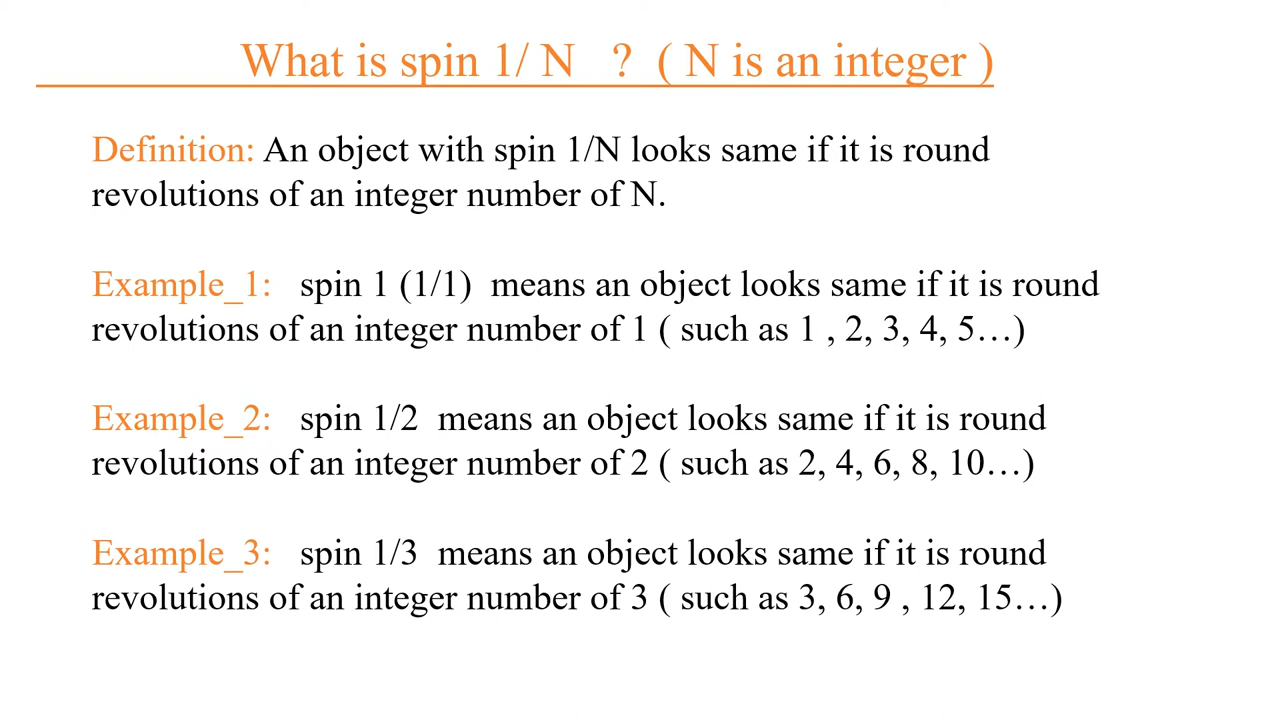 What is spin 1/ N ? ( N is an integer )
Definition: An object with spin 1/N looks same if it is round
revolutions of an integer number of N.
Example_1: spin 1 (1/1) means an object looks same if it is round
revolutions of an integer number of 1 ( such as 1 , 2, 3, 4, 5…)
Example_2: spin 1/2 means an object looks same if it is round
revolutions of an integer number of 2 ( such as 2, 4, 6, 8, 10…)
Example_3: spin 1/3 means an object looks same if it is round
revolutions of an integer number of 3 ( such as 3, 6, 9 , 12, 15…)